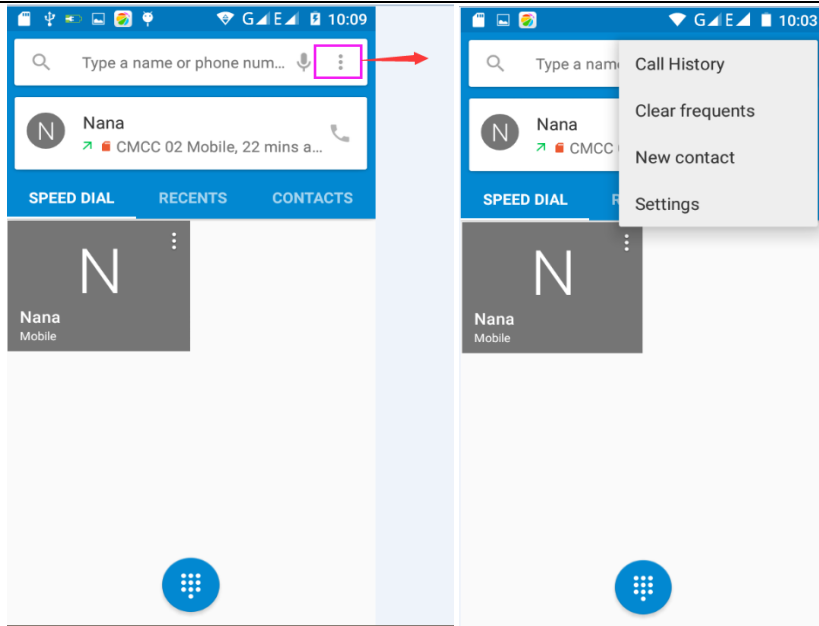 G E 10:09
Type a name or phone num...
N
Nana
CMCC 02 Mobile, 22 mins a...
SPEED DIAL RECENTS CONTACTS
N
Nana
Mobile
G E 10:03
Type a nam
Call History
Clear frequents
New contact
Settings
N
Nana
CMCC
SPEED DIAL R
N
Nana
Mobile